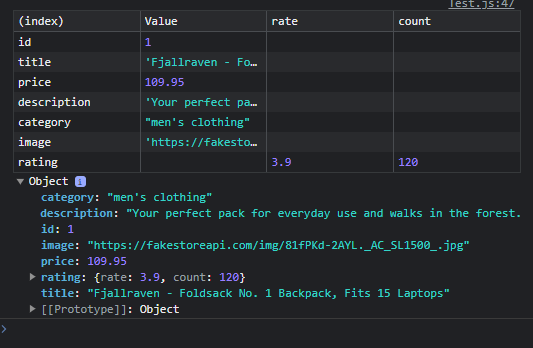 Test.js:47
(index) Value rate count
id 1
title 'Fjallraven - Fo…
price 109.95
description 'Your perfect pa…
category "men's clothing"
image 'https://fakesto…
rating 3.9 120
Object i
category: "men's clothing"
description: "Your perfect pack for everyday use and walks in the forest.
id: 1
image: "https://fakestoreapi.com/img/81fPKd-2AYL._AC_SL1500_.jpg"
price: 109.95
rating: {rate: 3.9, count: 120}
title: "Fjallraven - Foldsack No. 1 Backpack, Fits 15 Laptops"
[[Prototype]]: Object